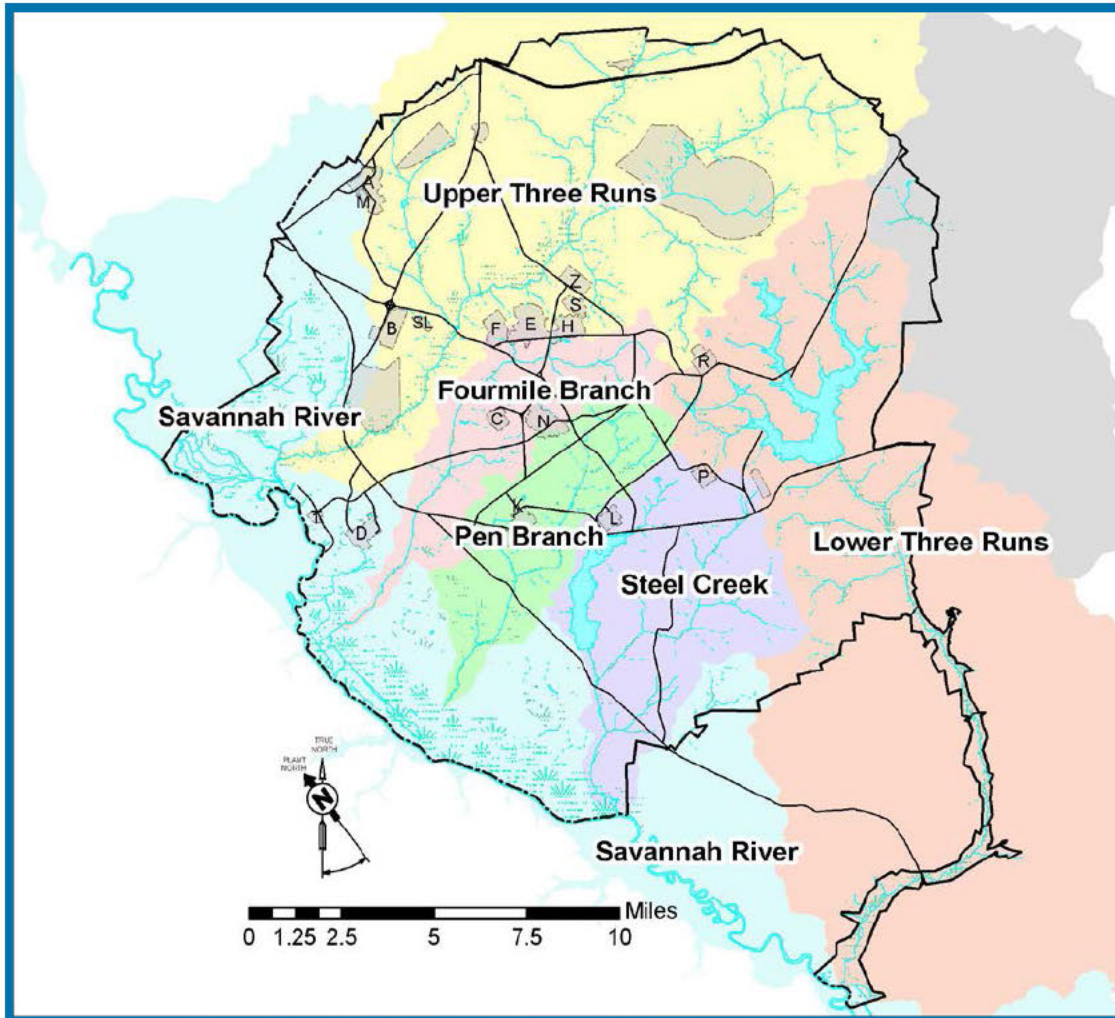 A
M
Upper Three Runs
Z
S
B
SL
F
E
H
R
Fourmile Branch
Savannah River
C
N
P
K
L
T
D
Pen Branch
Lower Three Runs
Steel Creek
TRUE
NORTH
PLANT
NORTH
N
Savannah River
Miles
0 1.25 2.5 5 7.5 10